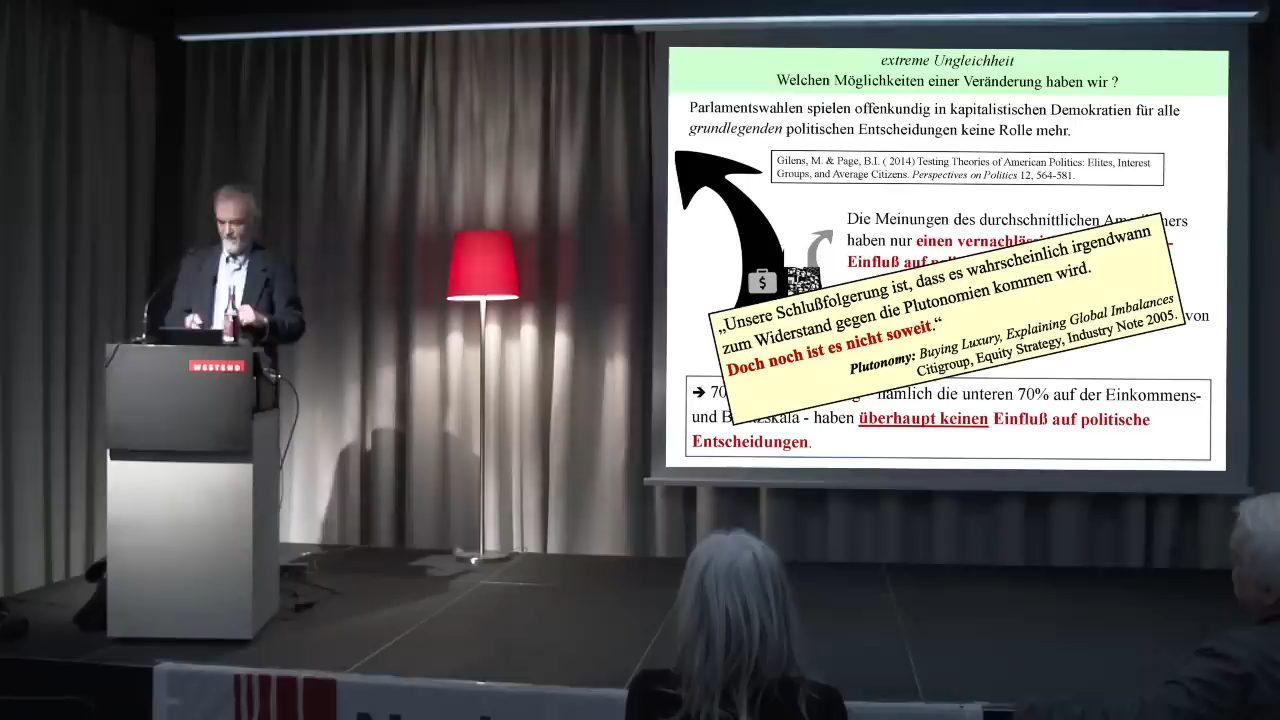 extreme Ungleichheit
Welchen Möglichkeiten einer Veränderung haben wir ?
Parlamentswahlen spielen offenkundig in kapitalistischen Demokratien für alle
grundlegenden politischen Entscheidungen keine Rolle mehr.
Gilens, M. & Page, B.I. ( 2014) Testing Theories of American Politics: Elites, Interest
Groups, and Average Citizens. Perspectives on Politics 12, 564-581.
Die Meinungen des durchschnittlichen
haben nur einen
Einfluß auf
„Unsere Schlußfolgerung ist, dass es wahrscheinlich irgendwann
zum Widerstand gegen die Plutonomien kommen wird.
Doch noch ist es nicht soweit.“
Plutonomy: Buying Luxury, Explaining Global Imbalances
Citigroup, Equity Strategy, Industry Note 2005.
von
➔ 70 nämlich die unteren 70% auf der Einkommens-
und - haben überhaupt keinen Einfluß auf politische
Entscheidungen.
WESTEND
$